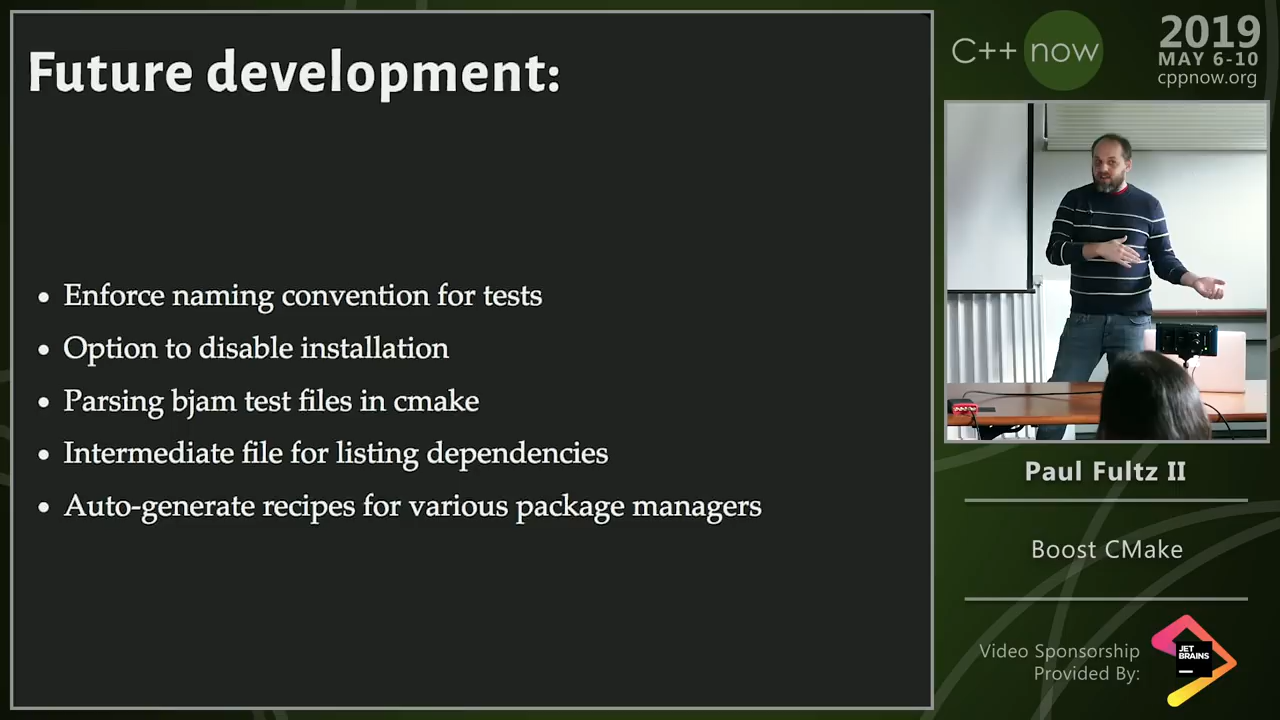 Future development:
Enforce naming convention for tests
Option to disable installation
Parsing bjam test files in cmake
Intermediate file for listing dependencies
Auto-generate recipes for various package managers
C++ now
2019
MAY 6-10
cppnow.org
Paul Fultz II
Boost CMake
Video Sponsorship
Provided By:
JET
BRAINS